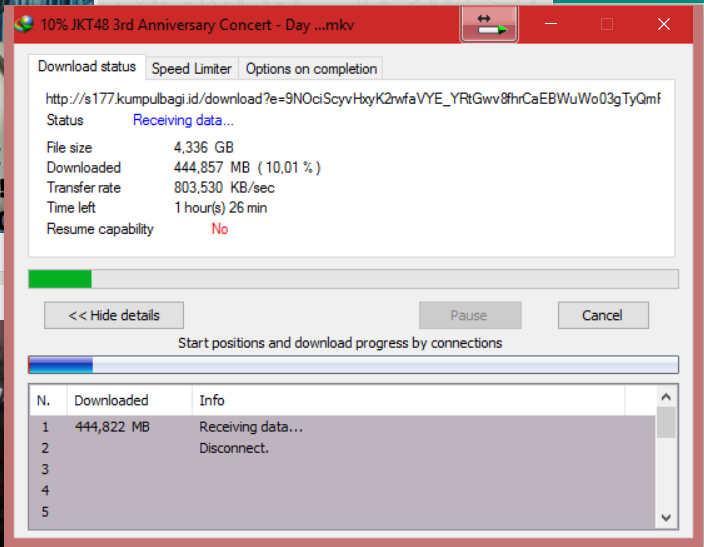 10% JKT48 3rd Anniversary Concert - Day ...mkv
Download status Speed Limiter Options on completion
http://s177.kumpulbagi.id/download?e=9NOciScyvHxyK2rwfaVYE_YRtGwv8fhrCaEBWuWo03gTyQmF
Status Receiving data...
File size 4,336 GB
Downloaded 444,857 MB ( 10,01 % )
Transfer rate 803,530 KB/sec
Time left 1 hour(s) 26 min
Resume capability No
<< Hide details Pause Cancel
Start positions and download progress by connections
N. Downloaded Info
1 444,822 MB Receiving data...
2 Disconnect.
3
4
5